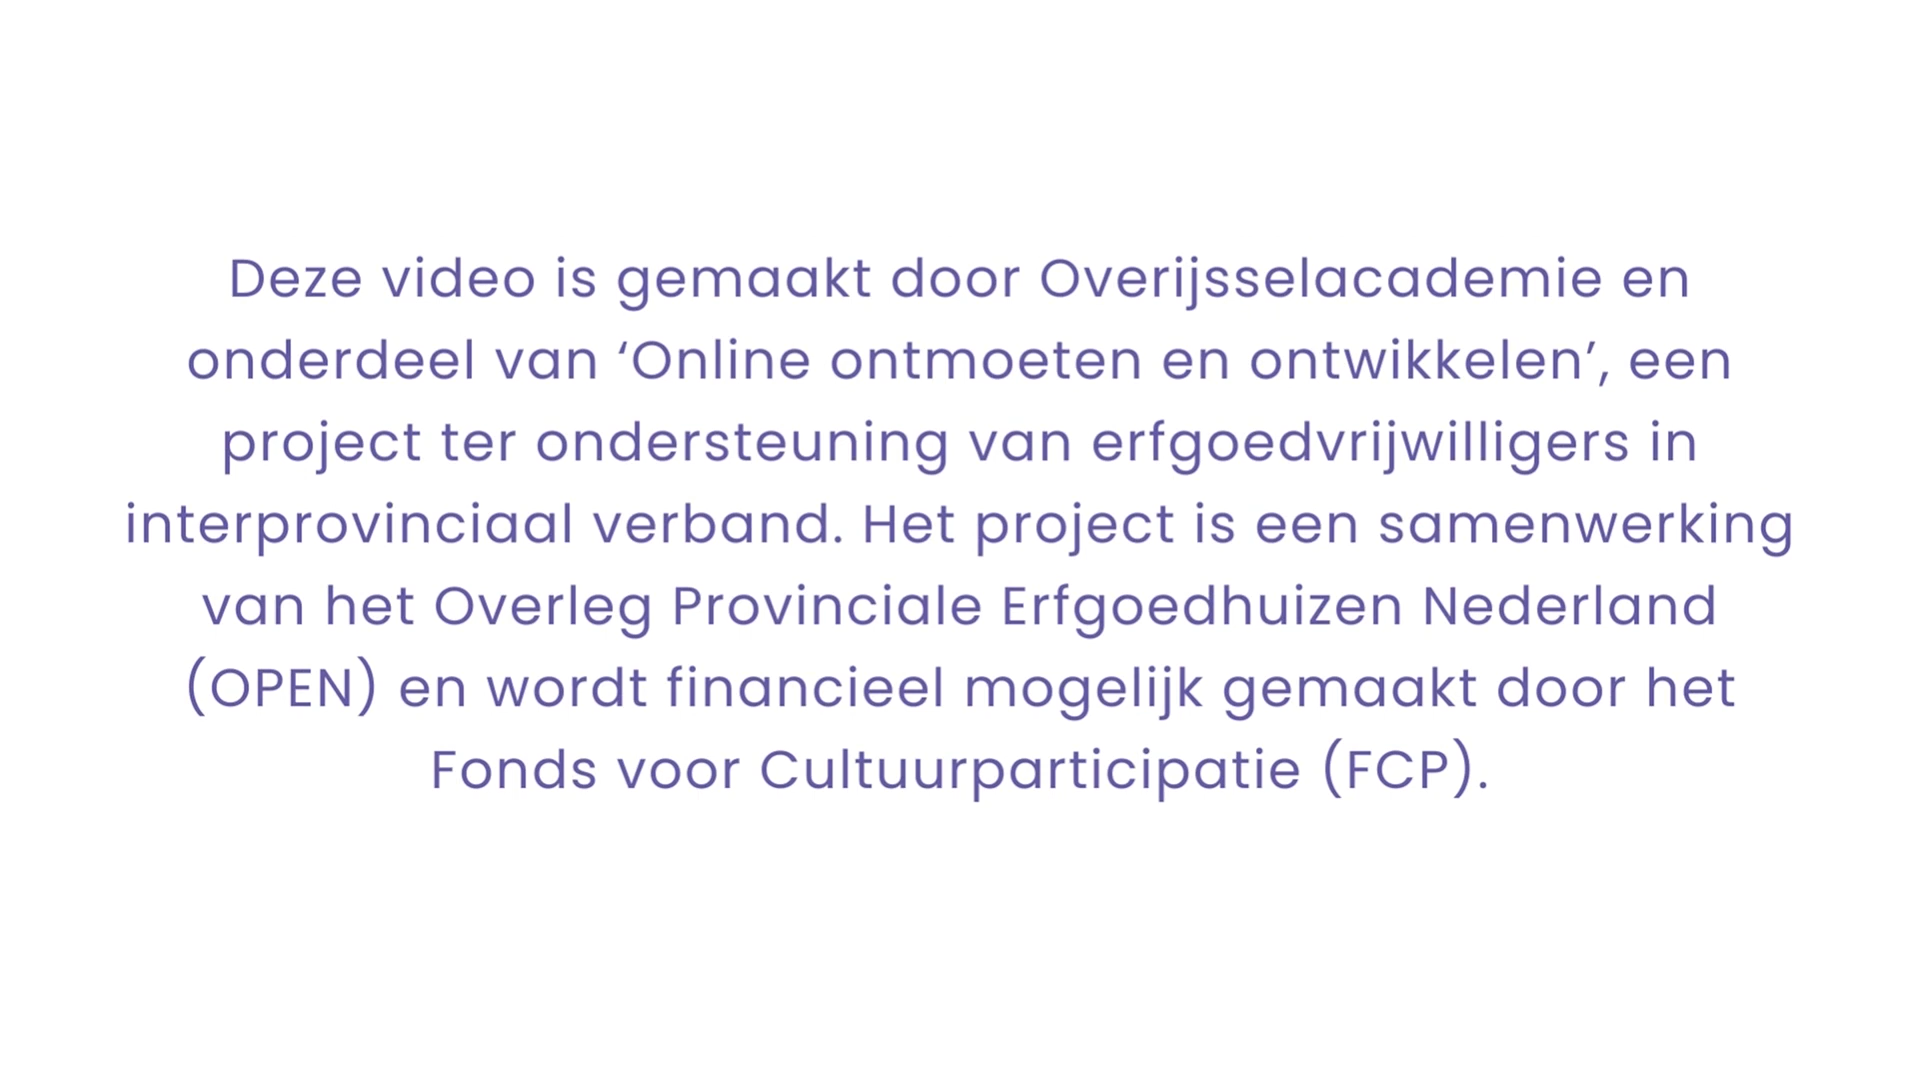 Deze video is gemaakt door Overijsselacademie en
onderdeel van ‘Online ontmoeten en ontwikkelen’, een
project ter ondersteuning van erfgoedvrijwilligers in
interprovinciaal verband. Het project is een samenwerking
van het Overleg Provinciale Erfgoedhuizen Nederland
(OPEN) en wordt financieel mogelijk gemaakt door het
Fonds voor Cultuurparticipatie (FCP).